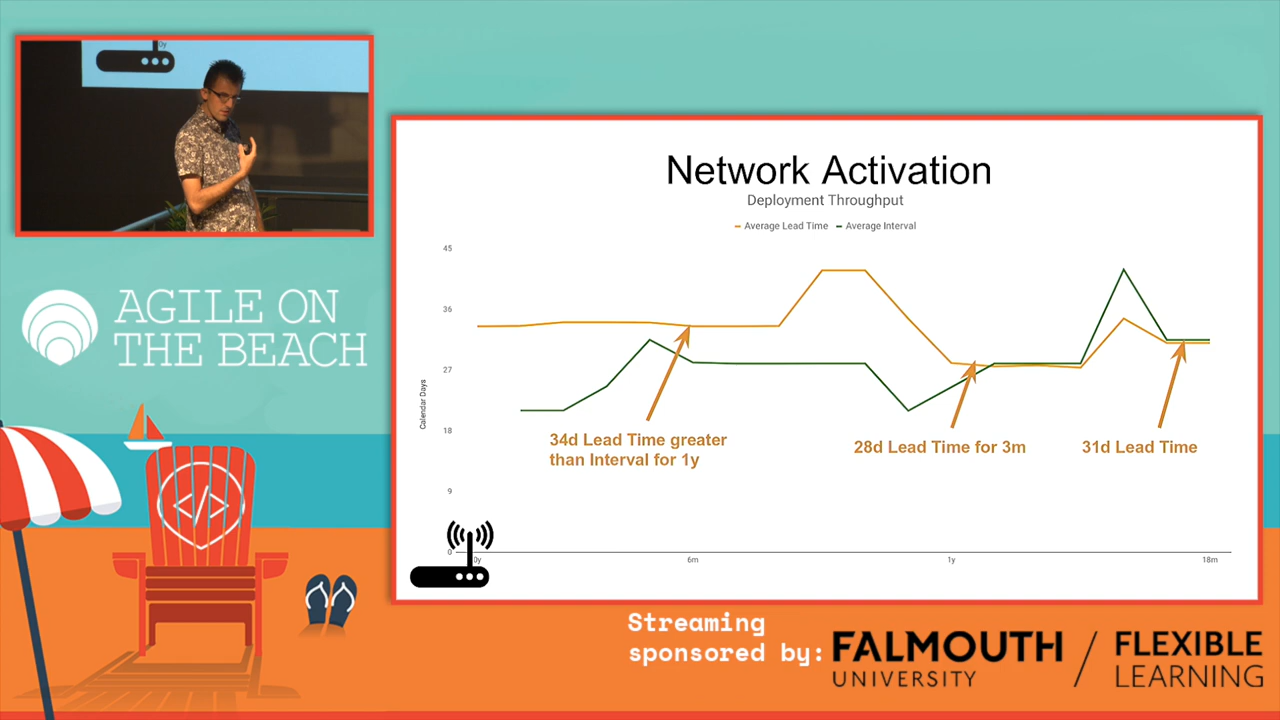 AGILE ON
THE BEACH
Network Activation
Deployment Throughput
Average Lead Time
Average Interval
45
36
27
18
9
0
Calendar Days
34d Lead Time greater
than Interval for 1y
28d Lead Time for 3m
31d Lead Time
0y
6m
1y
18m
Streaming
sponsored by:
FALMOUTH
UNIVERSITY
/
FLEXIBLE
LEARNING